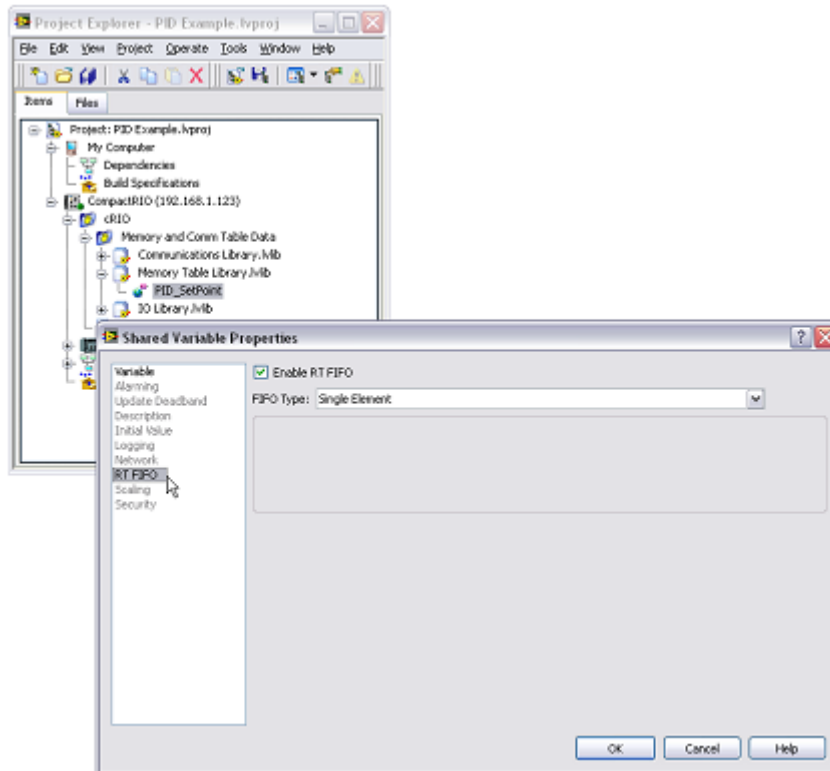 Project Explorer - PID Example.lvproj
File Edit View Project Operate Tools Window Help
Items Files
Project: PID Example.lvproj
My Computer
Dependencies
Build Specifications
CompactRIO (192.168.1.123)
cRIO
Memory and Comm Table Data
Communications Library.lvlib
Memory Table Library.lvlib
PID_SetPoint
IO Library.lvlib
Shared Variable Properties
Variable
Alarming
Update Deadband
Description
Initial Value
Logging
Network
RT FIFO
Scaling
Security
Enable RT FIFO
FIFO Type: Single Element
OK Cancel Help